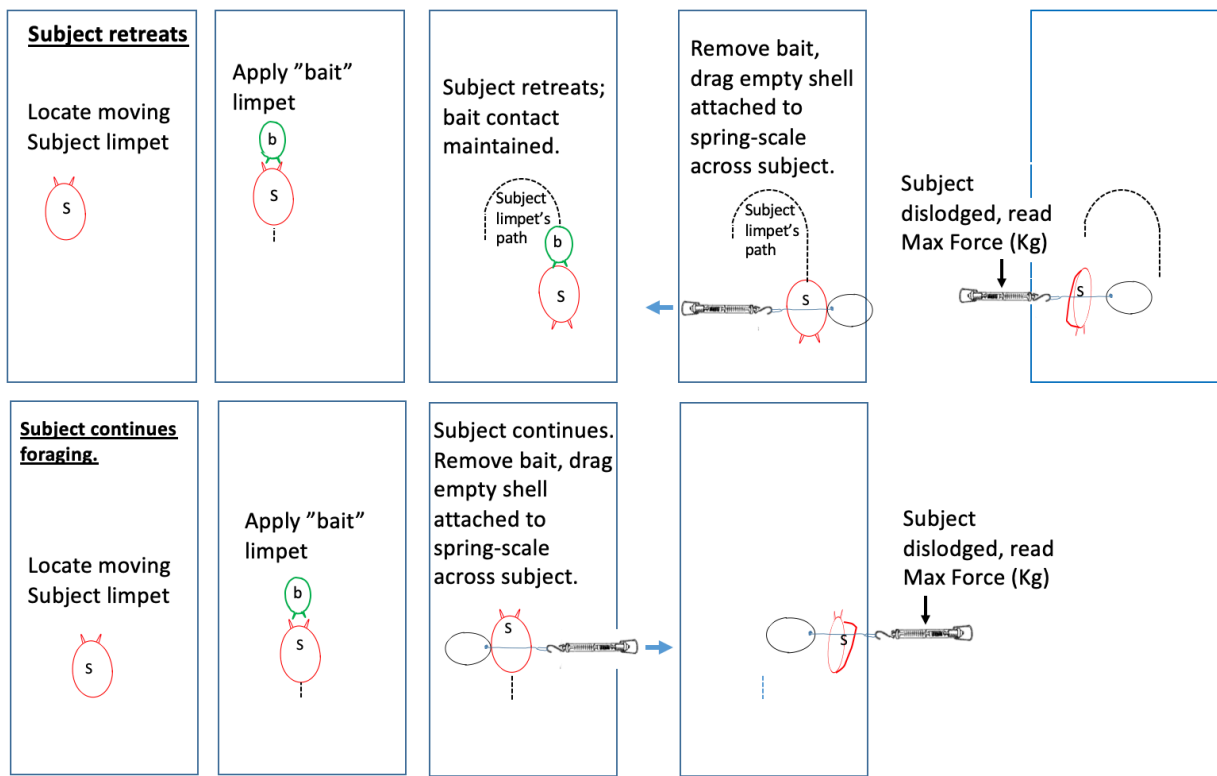 Subject retreats
Locate moving
Subject limpet
S
Apply ”bait”
limpet
b
S
Subject retreats;
bait contact
maintained.
Subject
limpet’s
path
b
S
Remove bait,
drag empty shell
attached to
spring-scale
across subject.
Subject
limpet’s
path
S
Subject
dislodged, read
Max Force (Kg)
S
Subject continues
foraging.
Locate moving
Subject limpet
S
Apply ”bait”
limpet
b
S
Subject continues.
Remove bait, drag
empty shell
attached to
spring-scale
across subject.
S
Subject
dislodged, read
Max Force (Kg)
S